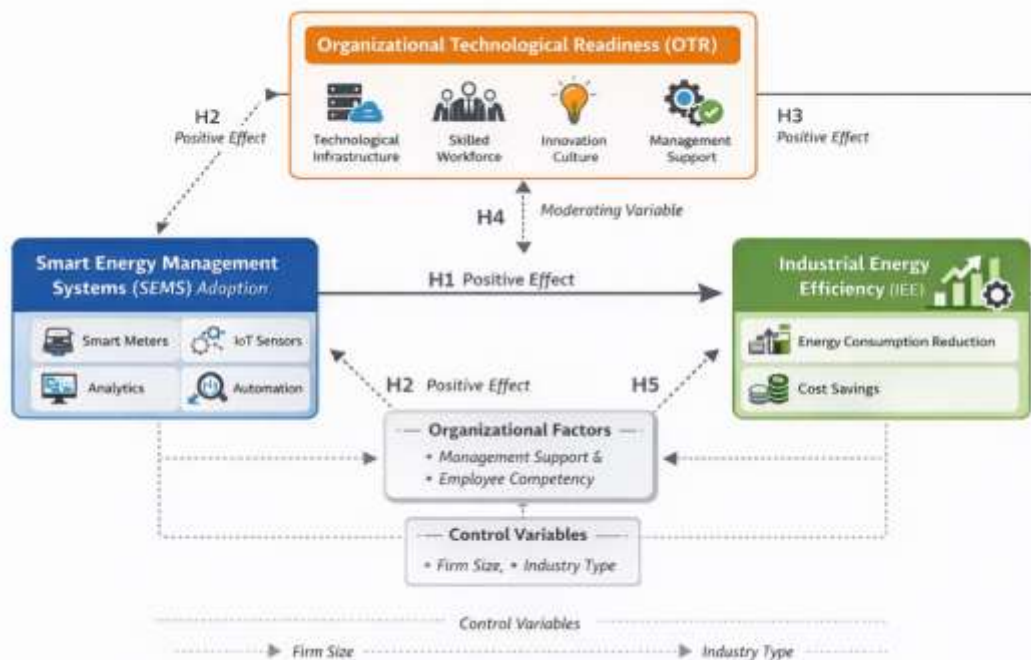 Organizational Technological Readiness (OTR)
Technological
Infrastructure
Skilled
Workforce
Innovation
Culture
Management
Support
H2
Positive Effect
H3
Positive Effect
H4
Moderating Variable
Smart Energy Management
Systems (SEMS) Adoption
Smart Meters
IoT Sensors
Analytics
Automation
H1 Positive Effect
Industrial Energy
Efficiency (IEE)
Energy Consumption Reduction
Cost Savings
H2 Positive Effect
H5
Organizational Factors
• Management Support &
• Employee Competency
Control Variables
• Firm Size, • Industry Type
Control Variables
Firm Size
Industry Type